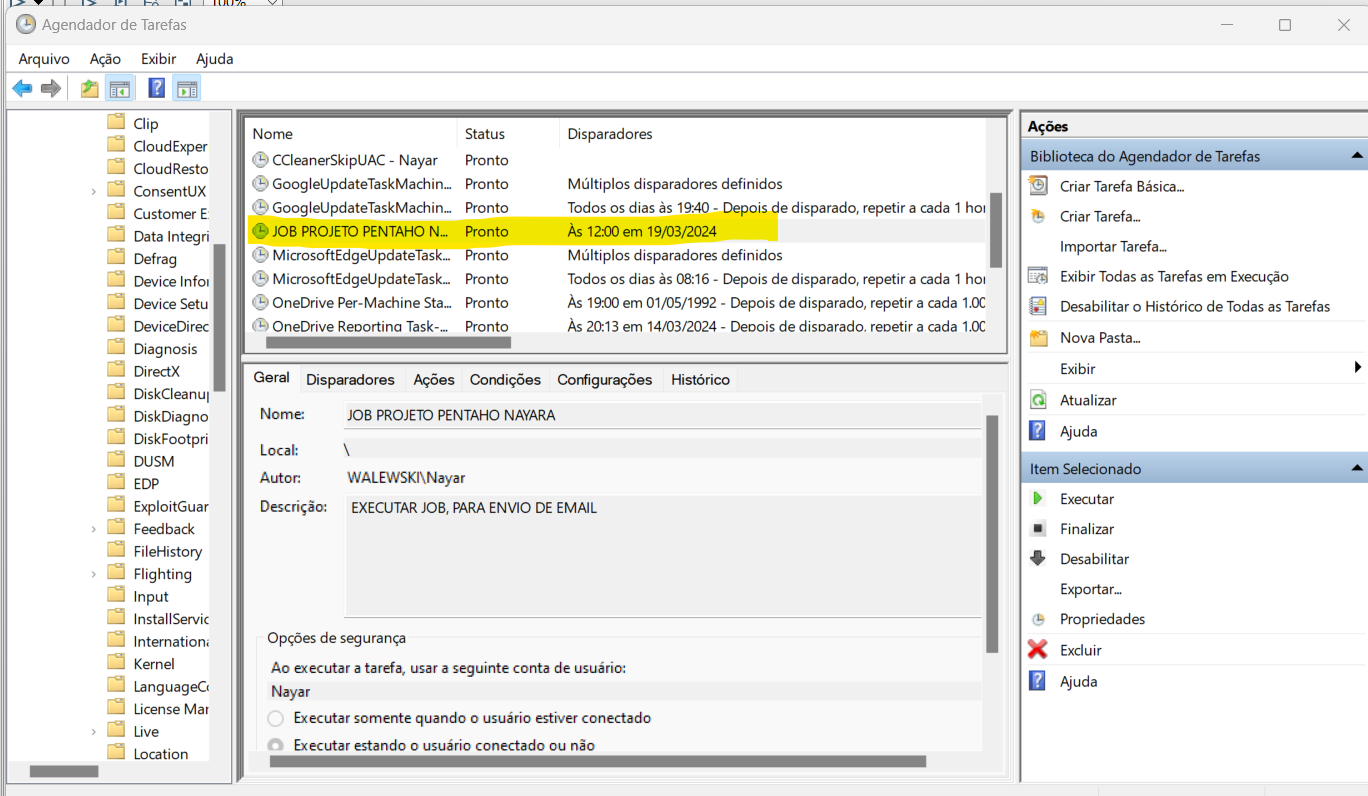 100%
Agendador de Tarefas
Arquivo Ação Exibir Ajuda
Clip
CloudExper
CloudResto
ConsentUX
Customer E
Data Integri
Defrag
Device Infor
Device Setu
DeviceDirec
Diagnosis
DirectX
DiskCleanu
DiskDiagno
DiskFootpri
DUSM
EDP
ExploitGuar
Feedback
FileHistory
Flighting
Input
InstallServic
Internationa
Kernel
LanguageCo
License Mar
Live
Location
Nome Status Disparadores
CCleanerSkipUAC - Nayar Pronto
GoogleUpdateTaskMachin... Pronto Múltiplos disparadores definidos
GoogleUpdateTaskMachin... Pronto Todos os dias às 19:40 - Depois de disparado, repetir a cada 1 hor
JOB PROJETO PENTAHO N... Pronto Às 12:00 em 19/03/2024
MicrosoftEdgeUpdateTask... Pronto Múltiplos disparadores definidos
MicrosoftEdgeUpdateTask... Pronto Todos os dias às 08:16 - Depois de disparado, repetir a cada 1 hor
OneDrive Per-Machine Sta... Pronto Às 19:00 em 01/05/1992 - Depois de disparado, repetir a cada 1.00
OneDrive Reporting Task-... Pronto Às 20:13 em 14/03/2024 - Depois de disparado, repetir a cada 1.00
Geral Disparadores Ações Condições Configurações Histórico
Nome: JOB PROJETO PENTAHO NAYARA
Local: \
Autor: WALEWSKI\Nayar
Descrição: EXECUTAR JOB, PARA ENVIO DE EMAIL
Opções de segurança
Ao executar a tarefa, usar a seguinte conta de usuário:
Nayar
Executar somente quando o usuário estiver conectado
Executar estando o usuário conectado ou não
Ações
Biblioteca do Agendador de Tarefas
Criar Tarefa Básica...
Criar Tarefa...
Importar Tarefa...
Exibir Todas as Tarefas em Execução
Desabilitar o Histórico de Todas as Tarefas
Nova Pasta...
Exibir
Atualizar
Ajuda
Item Selecionado
Executar
Finalizar
Desabilitar
Exportar...
Propriedades
Excluir
Ajuda